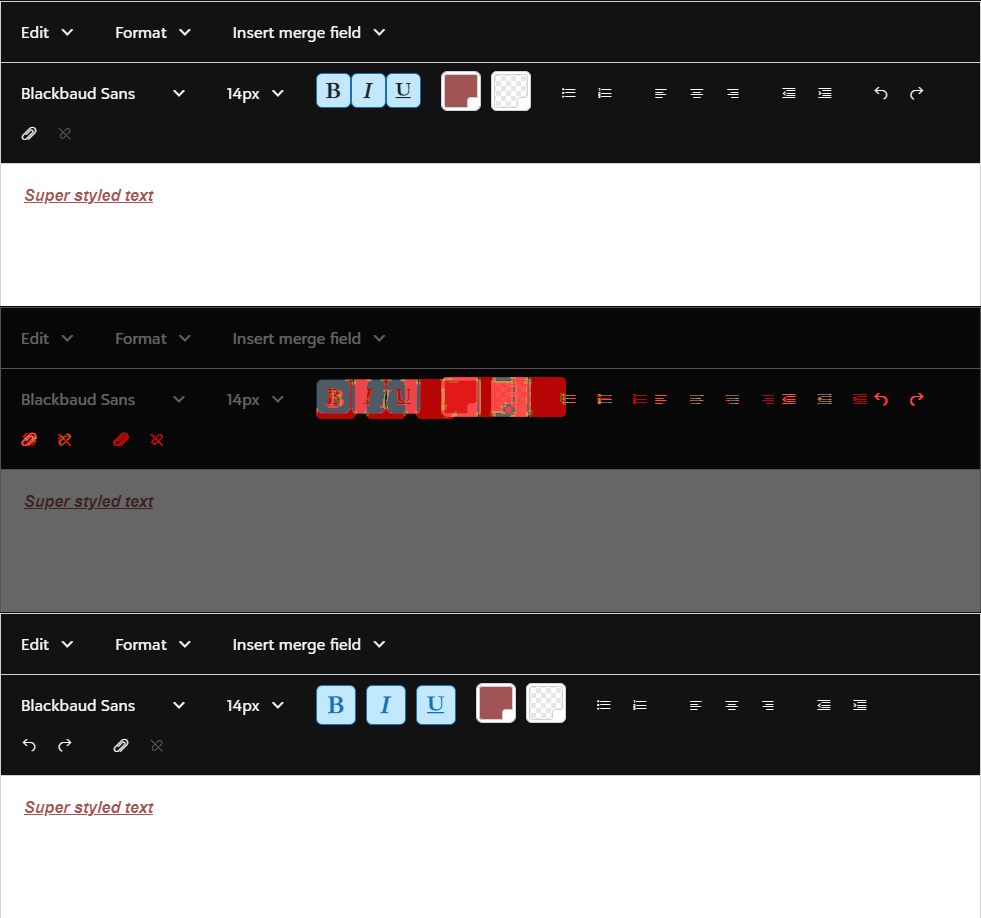 Edit Format Insert merge field
Blackbaud Sans 14px B I U
Super styled text
Edit Format Insert merge field
Blackbaud Sans 14px B I U
Super styled text
Edit Format Insert merge field
Blackbaud Sans 14px B I U
Super styled text